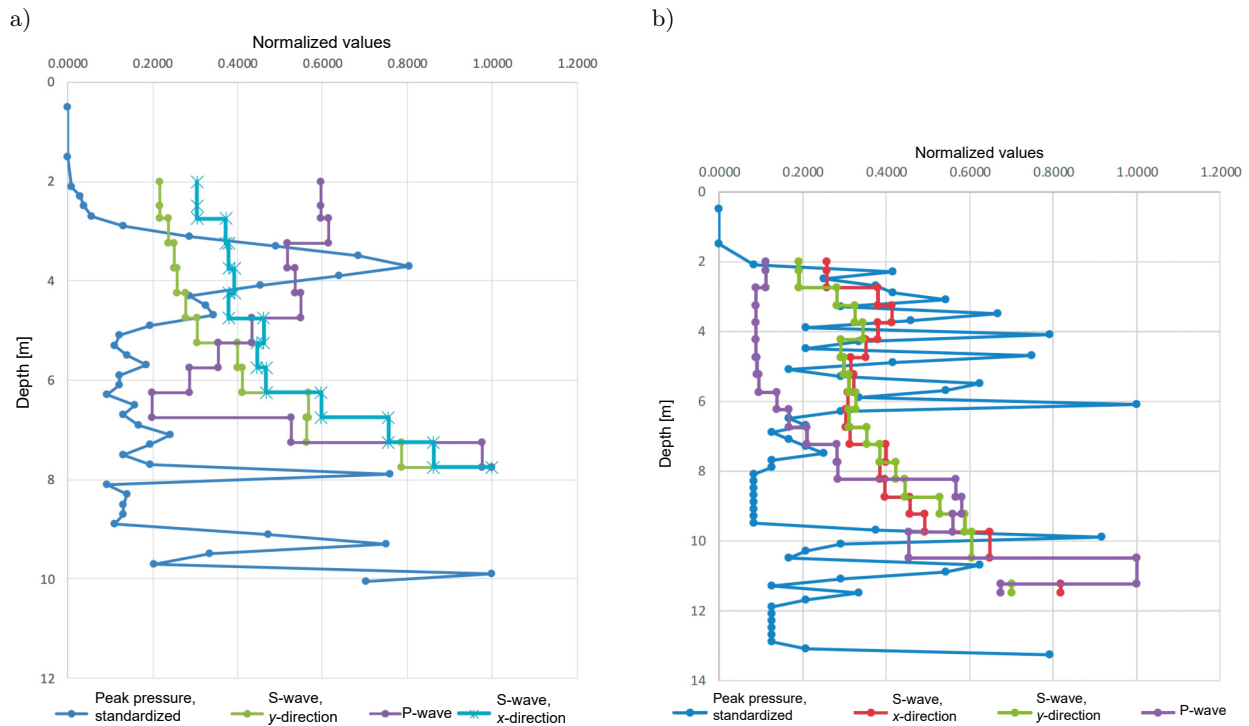 a)
Normalized values
0.0000 0.2000 0.4000 0.6000 0.8000 1.0000 1.2000
0
2
4
6
8
10
12
Depth [m]
Peak pressure,
standardized
S-wave,
y-direction
P-wave
S-wave,
x-direction
b)
Normalized values
0.0000 0.2000 0.4000 0.6000 0.8000 1.0000 1.2000
0
2
4
6
8
10
12
14
Depth [m]
Peak pressure,
standardized
S-wave,
x-direction
S-wave,
y-direction
P-wave